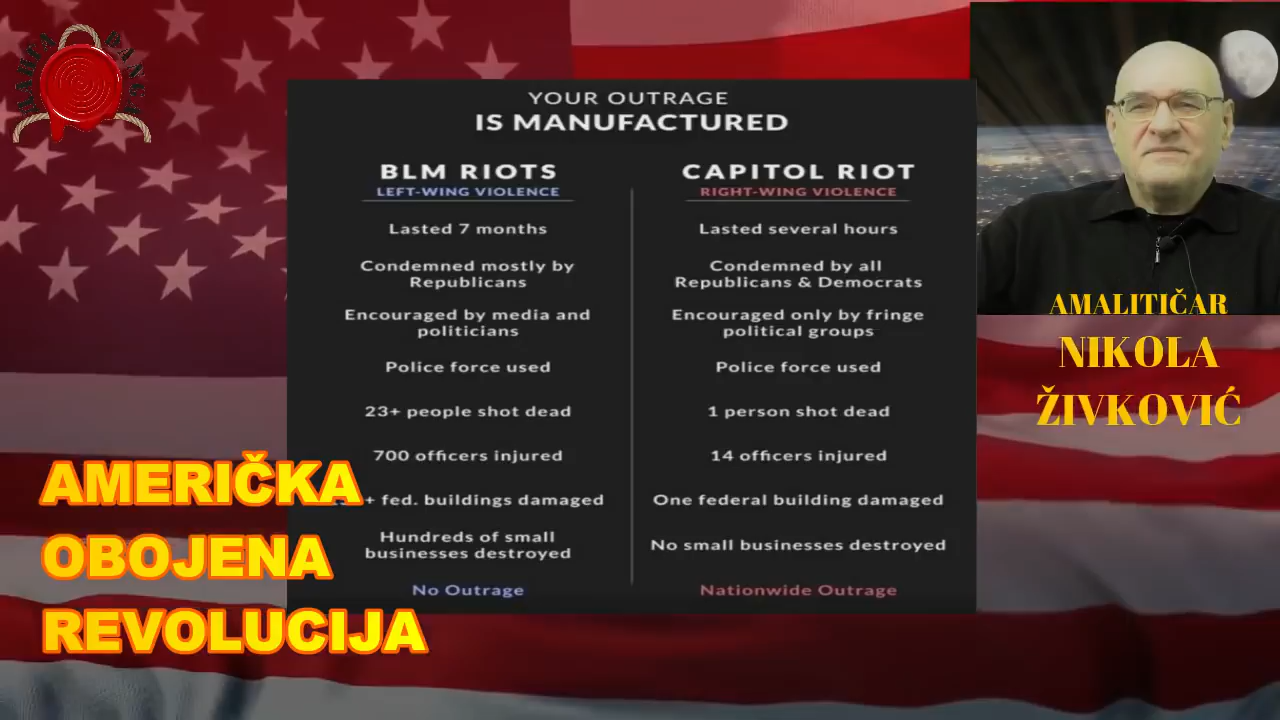 YOUR OUTRAGE
IS MANUFACTURED
BLM RIOTS
LEFT-WING VIOLENCE
Lasted 7 months
Condemned mostly by
Republicans
Encouraged by media and
politicians
Police force used
23+ people shot dead
700 officers injured
+ fed. buildings damaged
Hundreds of small
businesses destroyed
No Outrage
CAPITOL RIOT
RIGHT-WING VIOLENCE
Lasted several hours
Condemned by all
Republicans & Democrats
Encouraged only by fringe
political groups
Police force used
1 person shot dead
14 officers injured
One federal building damaged
No small businesses destroyed
Nationwide Outrage
AMALITIČAR
NIKOLA
ŽIVKOVIĆ
AMERIČKA
OBOJENA
REVOLUCIJA